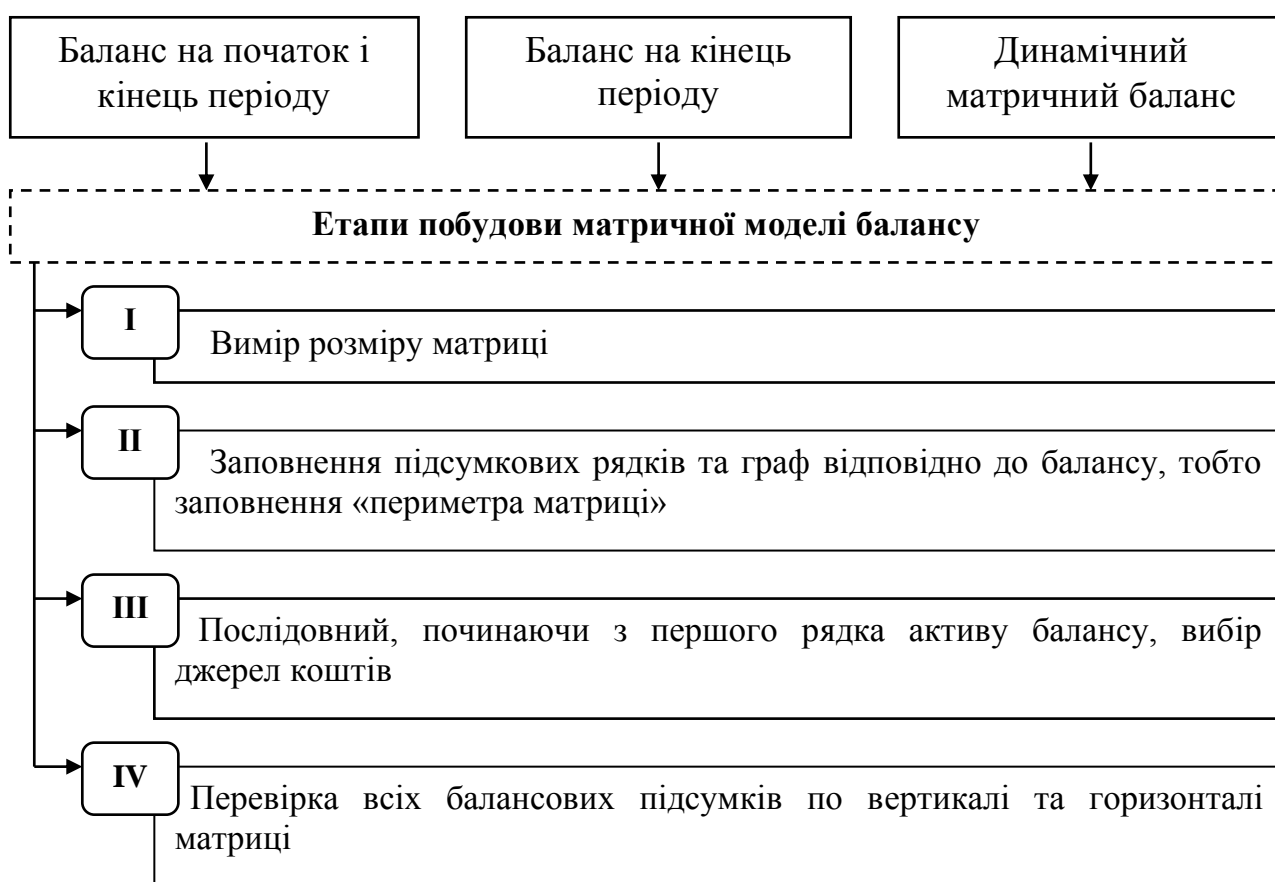 Баланс на початок і
кінець періоду
Баланс на кінець
періоду
Динамічний
матричний баланс
Етапи побудови матричної моделі балансу
I
Вимір розміру матриці
II
Заповнення підсумкових рядків та граф відповідно до балансу, тобто
заповнення «периметра матриці»
III
Послідовний, починаючи з першого рядка активу балансу, вибір
джерел коштів
IV
Перевірка всіх балансових підсумків по вертикалі та горизонталі
матриці